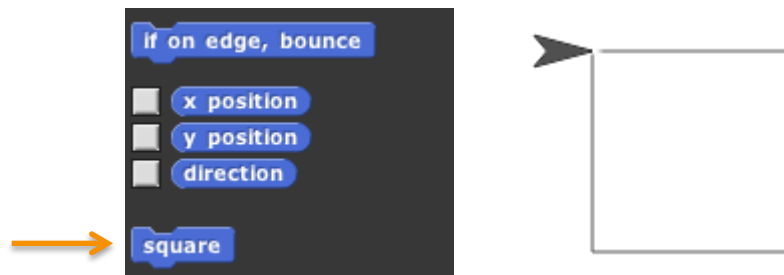 if on edge, bounce
x position
y position
direction
square